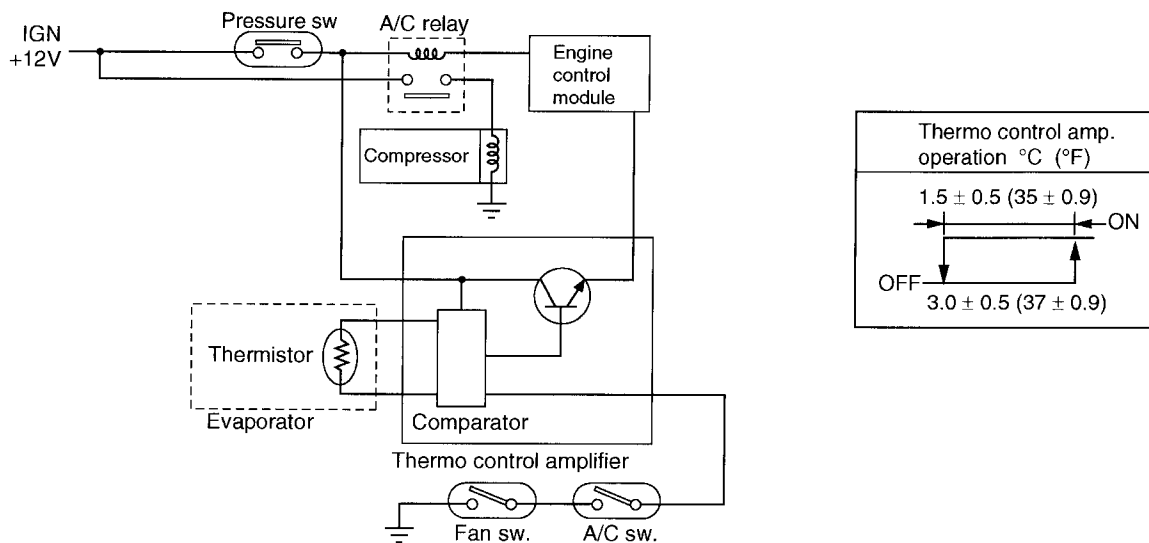 Pressure sw
A/C relay
IGN
+12V
Engine
control
module
Compressor
Thermistor
Evaporator
Comparator
Thermo control amplifier
Fan sw.
A/C sw.
Thermo control amp.
operation °C (°F)
1.5 ± 0.5 (35 ± 0.9)
ON
OFF
3.0 ± 0.5 (37 ± 0.9)